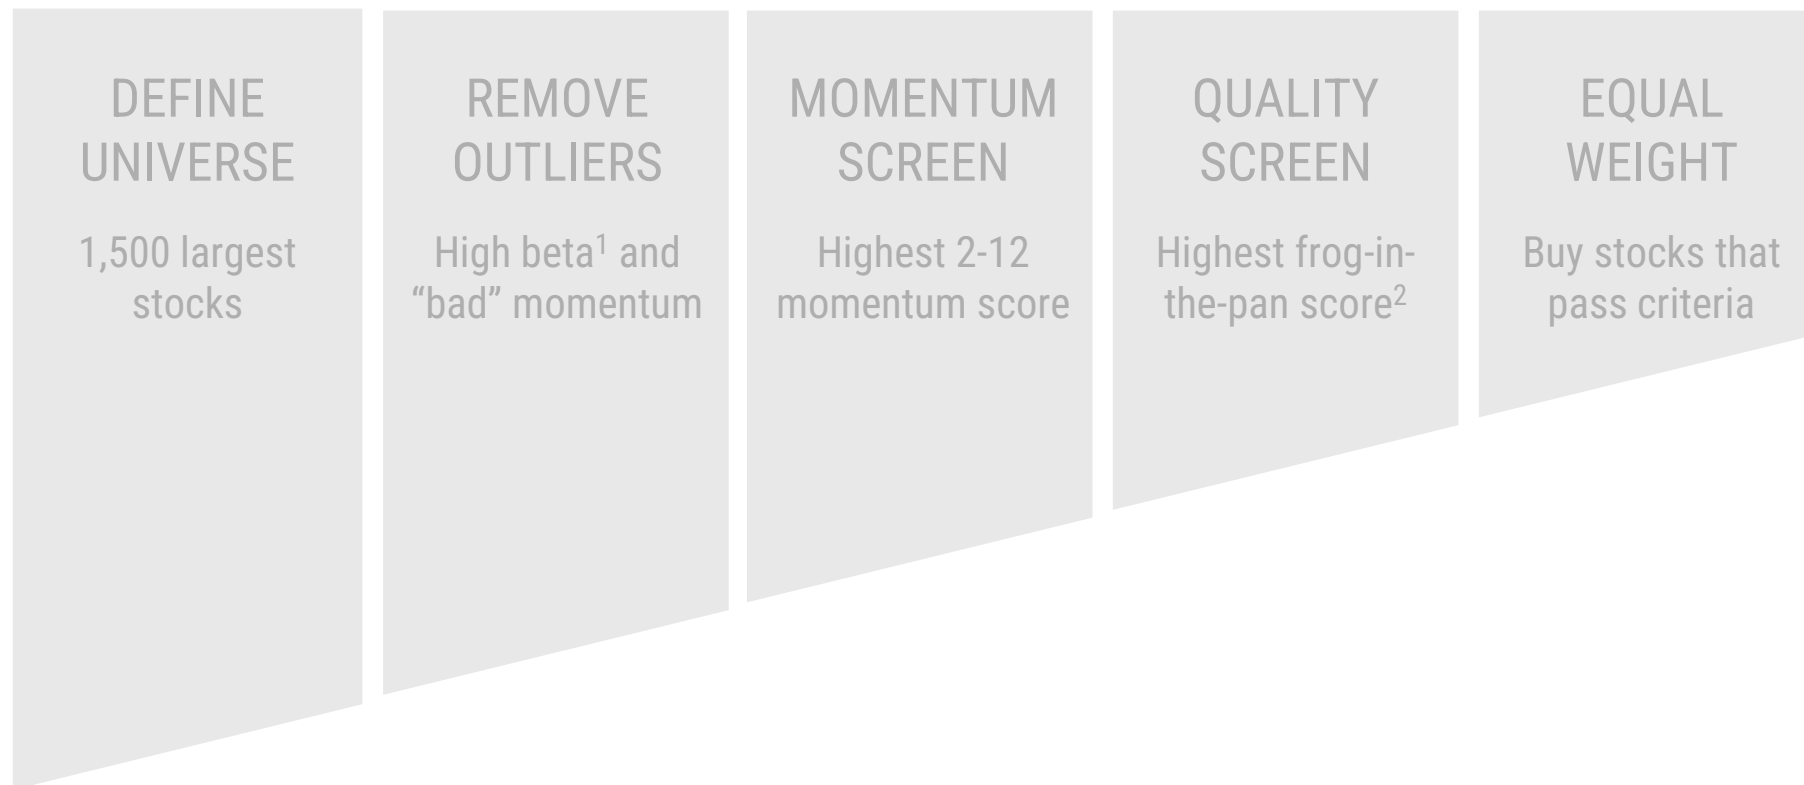 DEFINE
UNIVERSE
1,500 largest
stocks
REMOVE
OUTLIERS
High beta¹ and
“bad” momentum
MOMENTUM
SCREEN
Highest 2-12
momentum score
QUALITY
SCREEN
Highest frog-in-
the-pan score²
EQUAL
WEIGHT
Buy stocks that
pass criteria